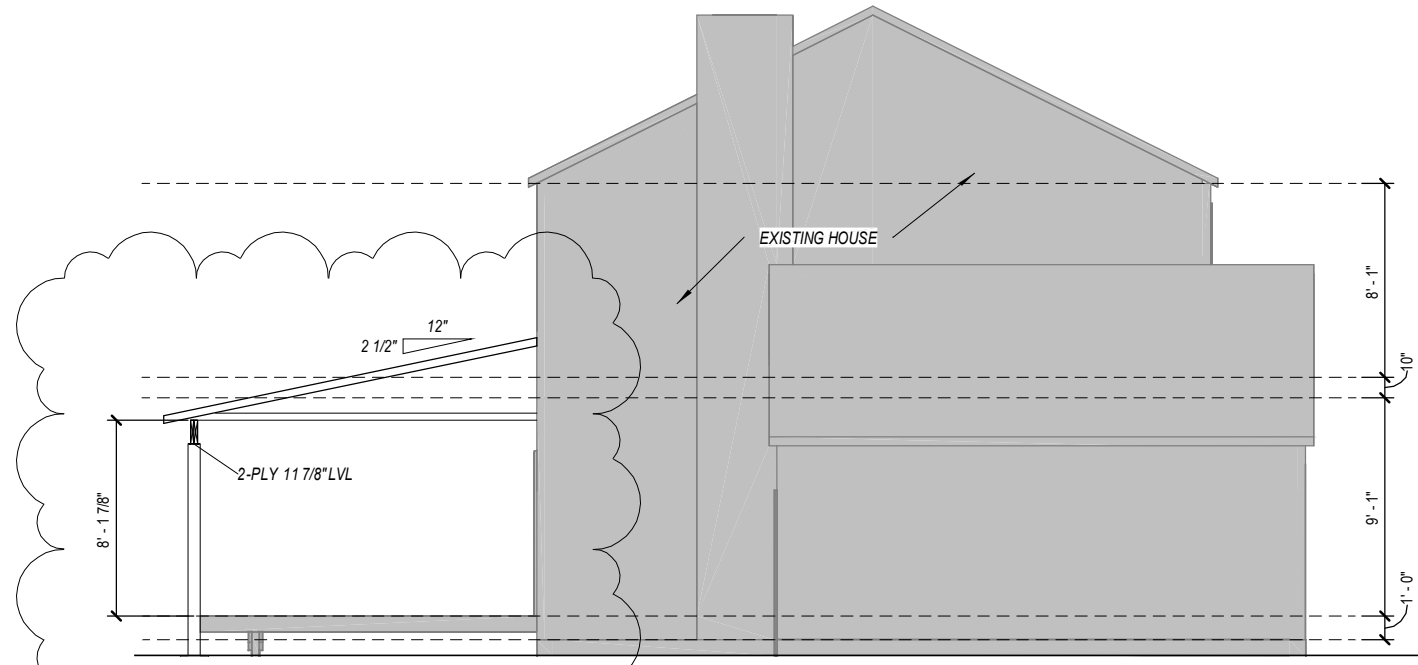 EXISTING HOUSE
8' - 1"
12"
2 1/2"
10"
2-PLY 11 7/8" LVL
8' - 1 7/8"
9' - 1"
1' - 0"